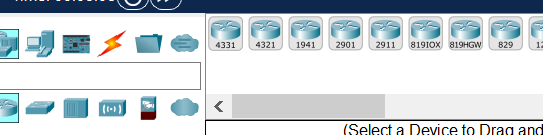 4331 4321 1941 2901 2911 819IOX 819HGW 829
(Select a Device to Drag and